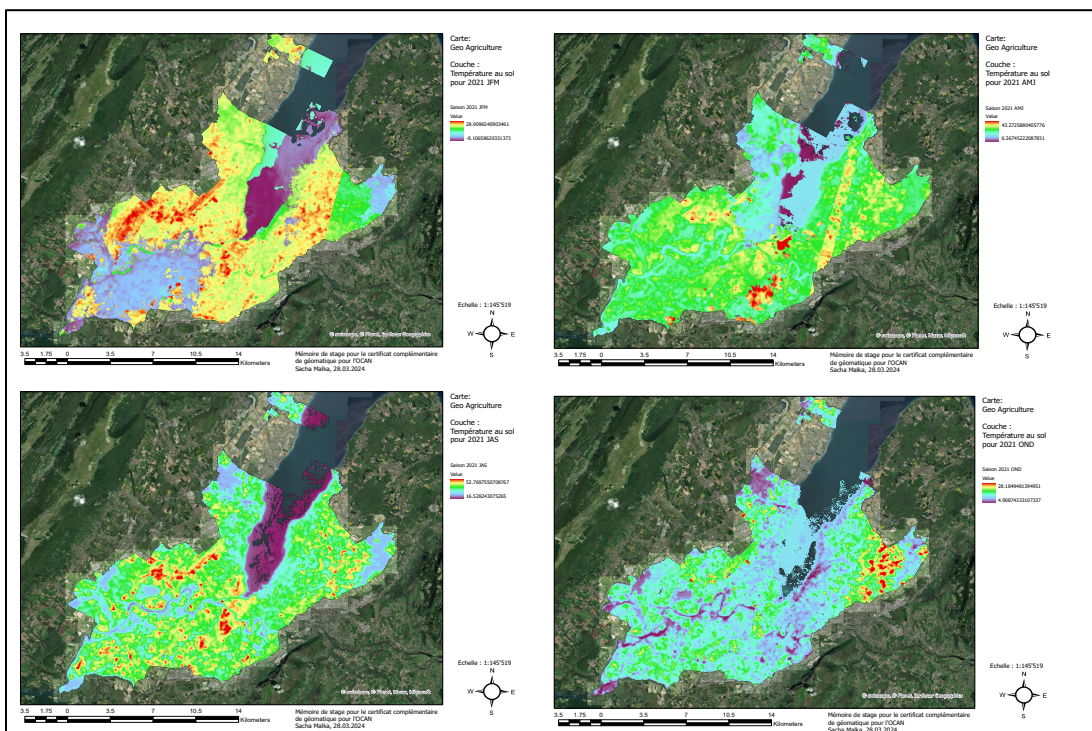 Carte:
Geo Agriculture
Couche :
Température au sol
pour 2021 JFM
Saison 2021 JFM
Value
Echelle : 1:145'519
N
W
E
S
3.5 1.75 0 7 10.5 14
Kilometers
Mémoire de stage pour le certificat complémentaire
de géomatique pour l'OCAN
Sacha Malka, 28.03.2024
Carte:
Geo Agriculture
Couche :
Température au sol
pour 2021 AMJ
Saison 2021 AMJ
Value
43.2725880405776
6.36745222087831
Echelle : 1:145'519
N
W
E
S
3.5 1.75 0 3.5 7 10.5 14
Kilometers
Mémoire de stage pour le certificat complémentaire
de géomatique pour l'OCAN
Sacha Malka, 28.03.2024
Carte:
Geo Agriculture
Couche :
Température au sol
pour 2021 JAS
Saison 2021 JAS
Value
52.7697550708767
16.528243075265
Echelle : 1:145'519
N
W
E
S
3.5 1.75 0 3.5 7 10.5 14
Kilometers
Mémoire de stage pour le certificat complémentaire
de géomatique pour l'OCAN
Sacha Malka, 28.03.2024
Carte:
Geo Agriculture
Couche :
Température au sol
pour 2021 OND
Saison 2021 OND
Value
28.1849481394951
4.90874333107337
Echelle : 1:145'519
N
W
E
S
3.5 1.75 0 3.5 7 10.5 14
Kilometers
Mémoire de stage pour le certificat complémentaire
de géomatique pour l'OCAN
Sacha Malka, 28.03.2024